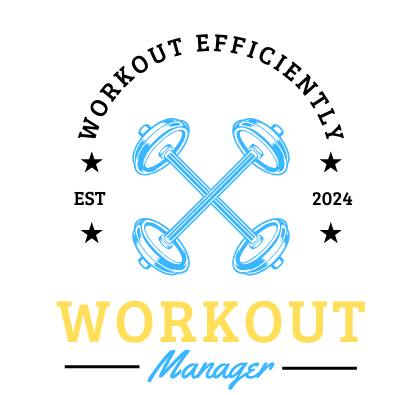 WORKOUT EFFICIENTLY
EST 2024
WORKOUT
Manager